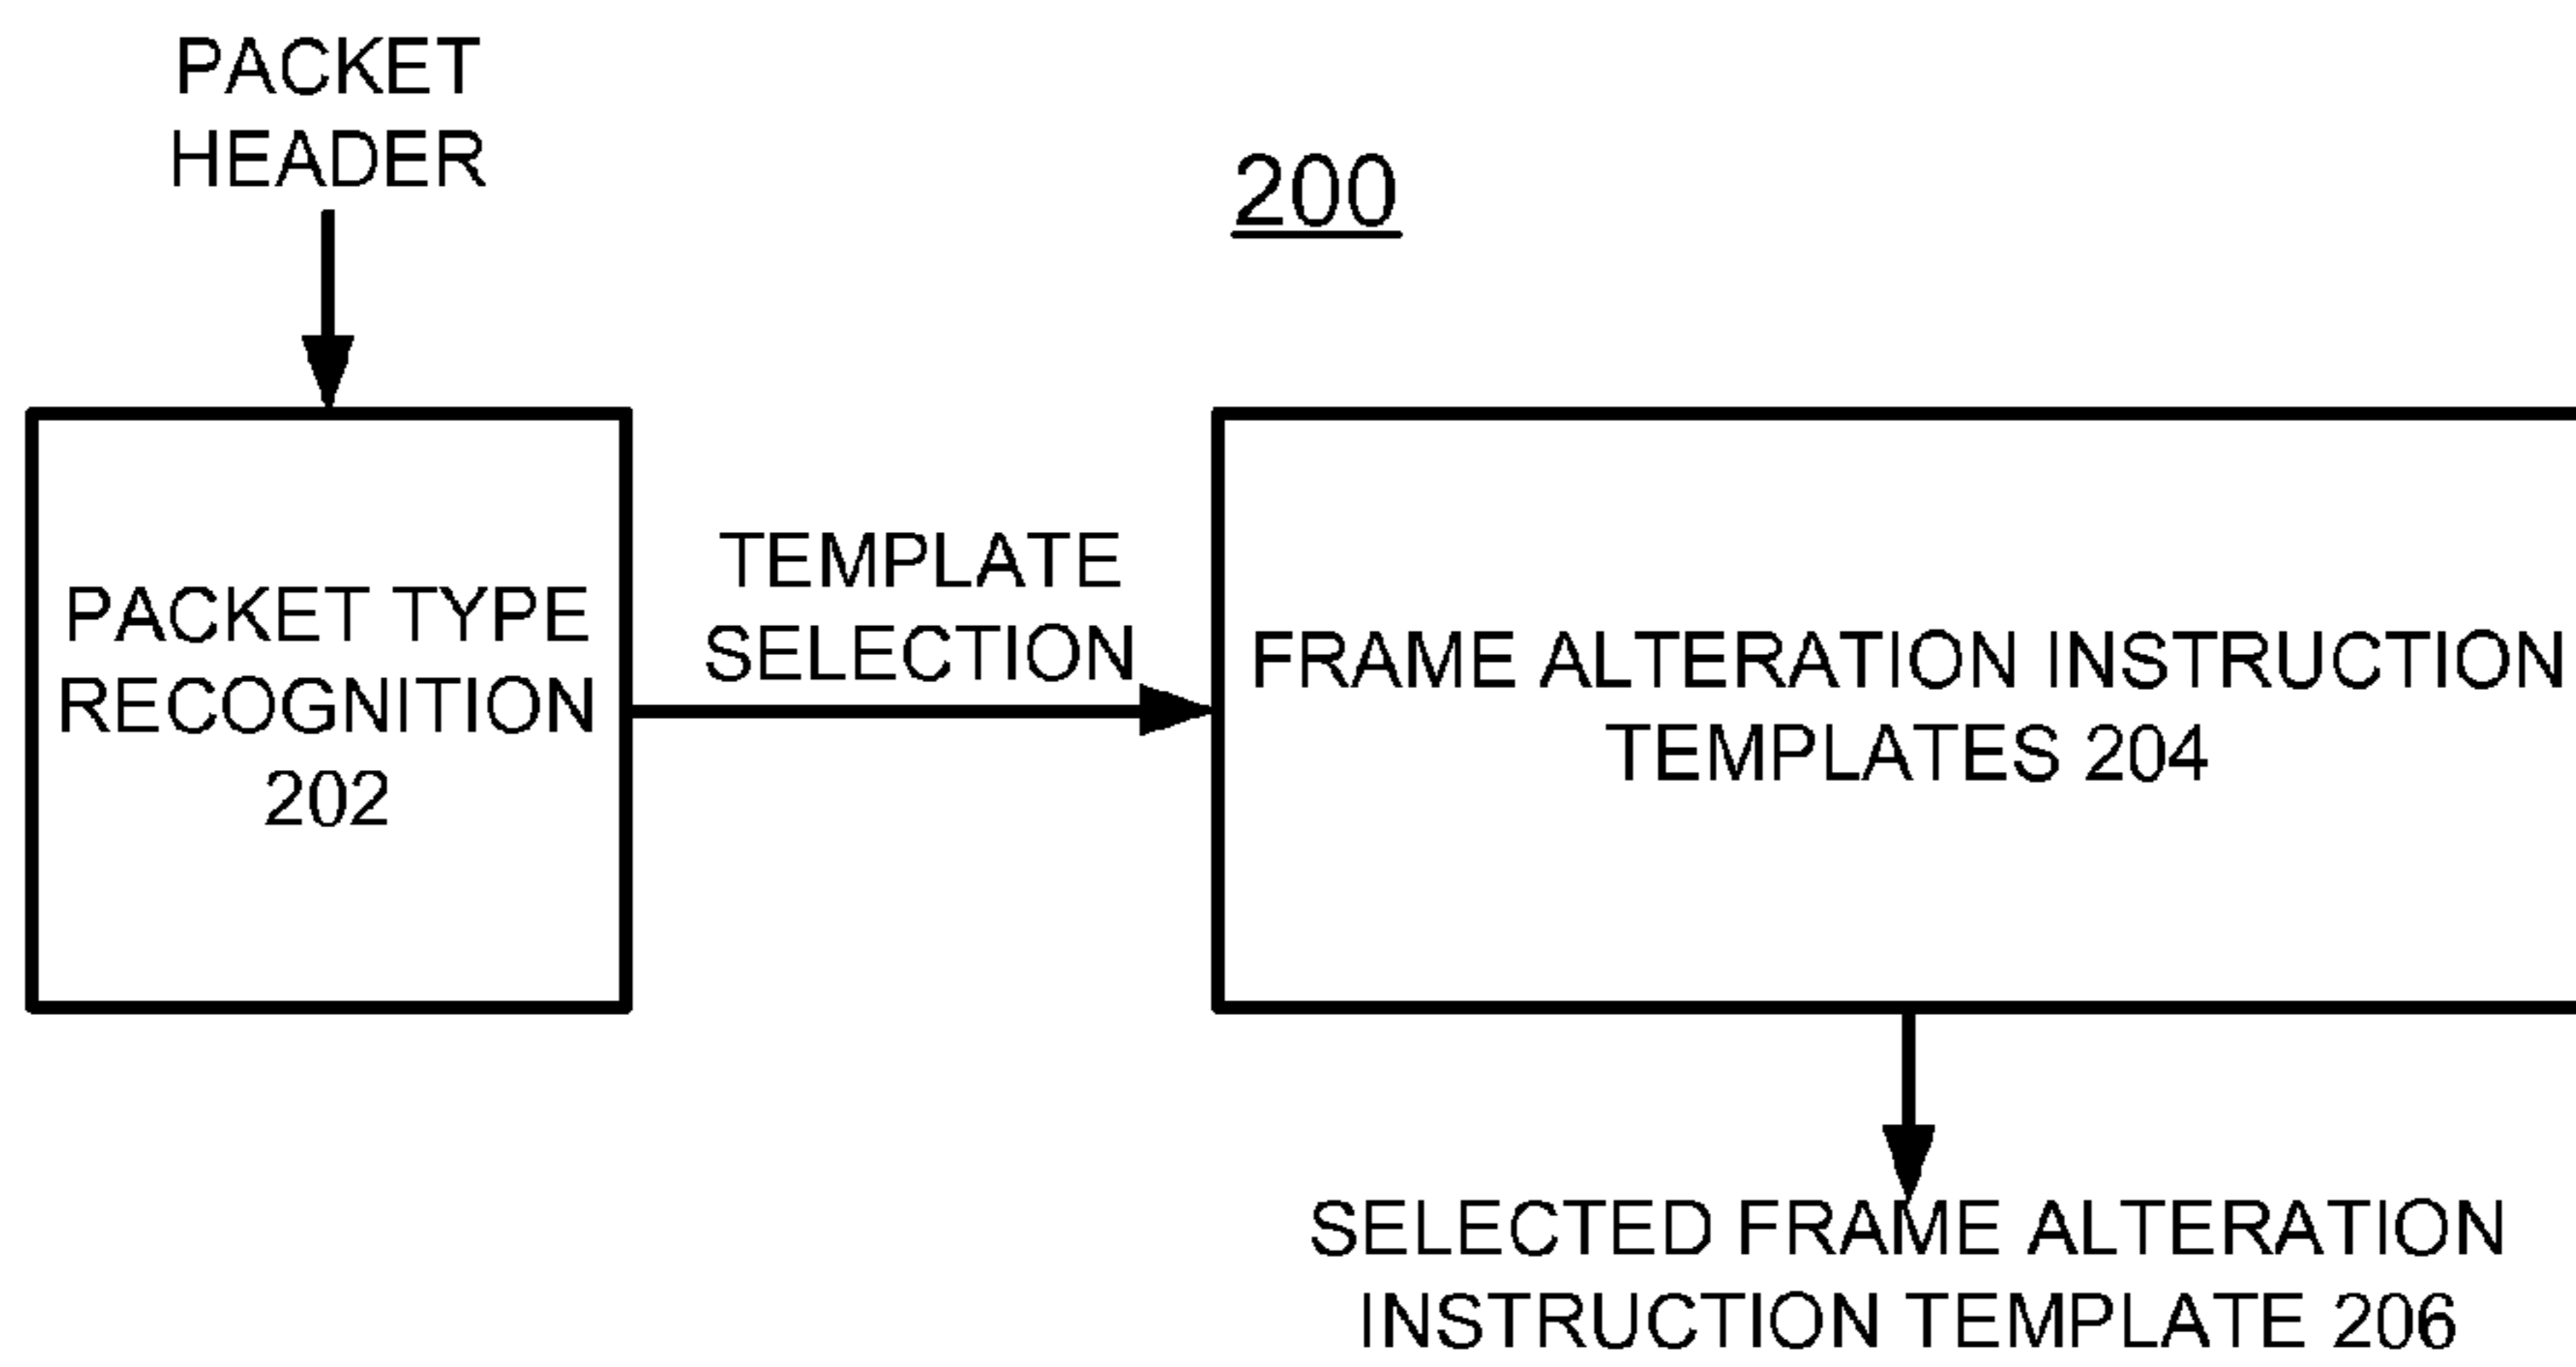 PACKET
HEADER
200
PACKET TYPE
RECOGNITION
202
TEMPLATE
SELECTION
FRAME ALTERATION INSTRUCTION
TEMPLATES 204
SELECTED FRAME ALTERATION
INSTRUCTION TEMPLATE 206